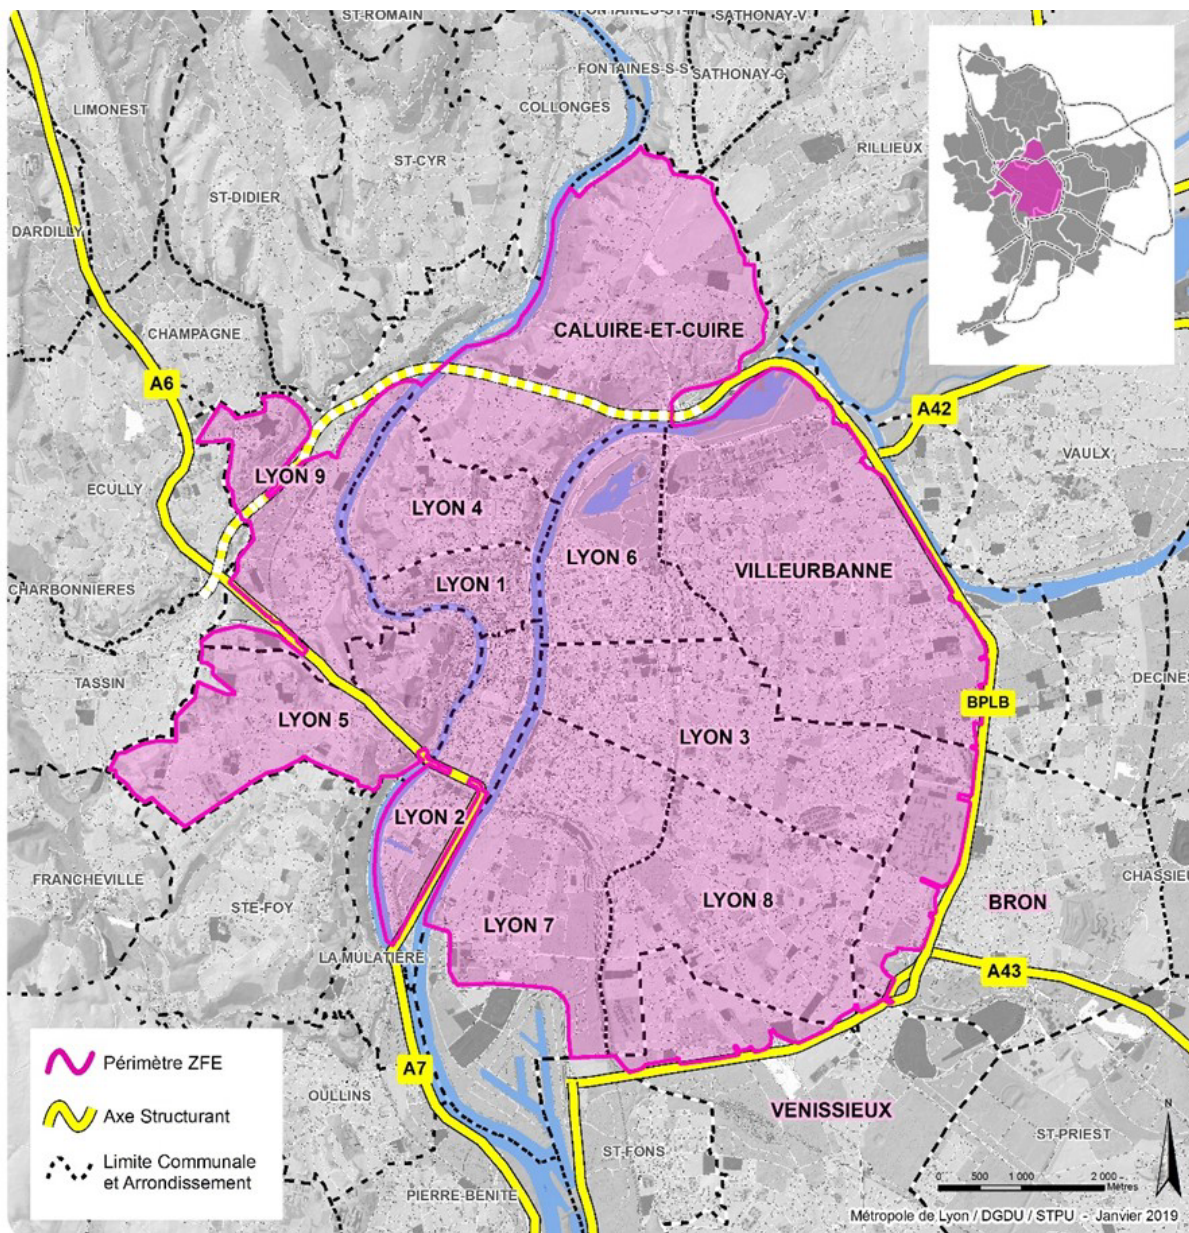 ST-ROMAIN
FONTAINES-ST-M
SATHONAY-V
FONTAINES-S-S
SATHONAY-C
LIMONEST
COLLONGES
ST-CYR
RILLIEUX
ST-DIDIER
DARDILLY
CHAMPAGNE
CALUIRE-ET-CUIRE
A6
A42
VAULX
LYON 9
ECULLY
LYON 4
LYON 6
VILLEURBANNE
LYON 1
CHARBONNIERES
TASSIN
DECINES
LYON 5
BPLB
LYON 3
LYON 2
FRANCHEVILLE
STE-FOY
LYON 8
BRON
CHASSIEU
LYON 7
LA MULATIERE
A43
Périmètre ZFE
A7
Axe Structurant
OULLINS
VENISSIEUX
N
ST-PRIEST
Limite Communale
et Arrondissement
ST-FONS
PIERRE-BENITE
0 500 1 000 2 000
Mètres
Métropole de Lyon / DGDU / STPU - Janvier 2019